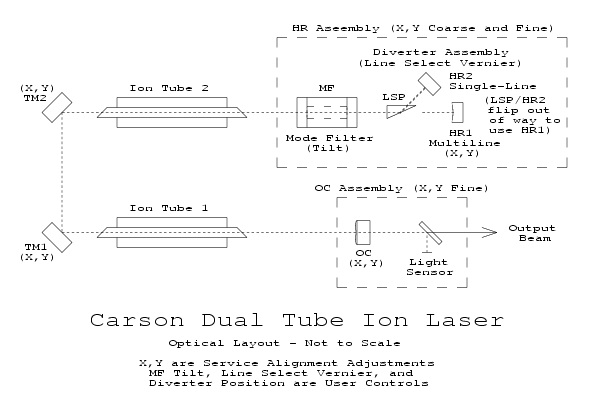 HR Assembly (X,Y Coarse and Fine)
Diverter Assembly
(Line Select Vernier)
(X,Y)
TM2
Ion Tube 2
MF
LSP
HR2
Single-Line
(LSP/HR2
flip out
of way to
use HR1)
Mode Filter
(Tilt)
HR1
Multiline
(X,Y)
OC Assembly (X,Y Fine)
Ion Tube 1
TM1
(X,Y)
OC
(X,Y)
Light
Sensor
Output
Beam
Carson Dual Tube Ion Laser
Optical Layout - Not to Scale
X,Y are Service Alignment Adjustments
MF Tilt, Line Select Vernier, and
Diverter Position are User Controls